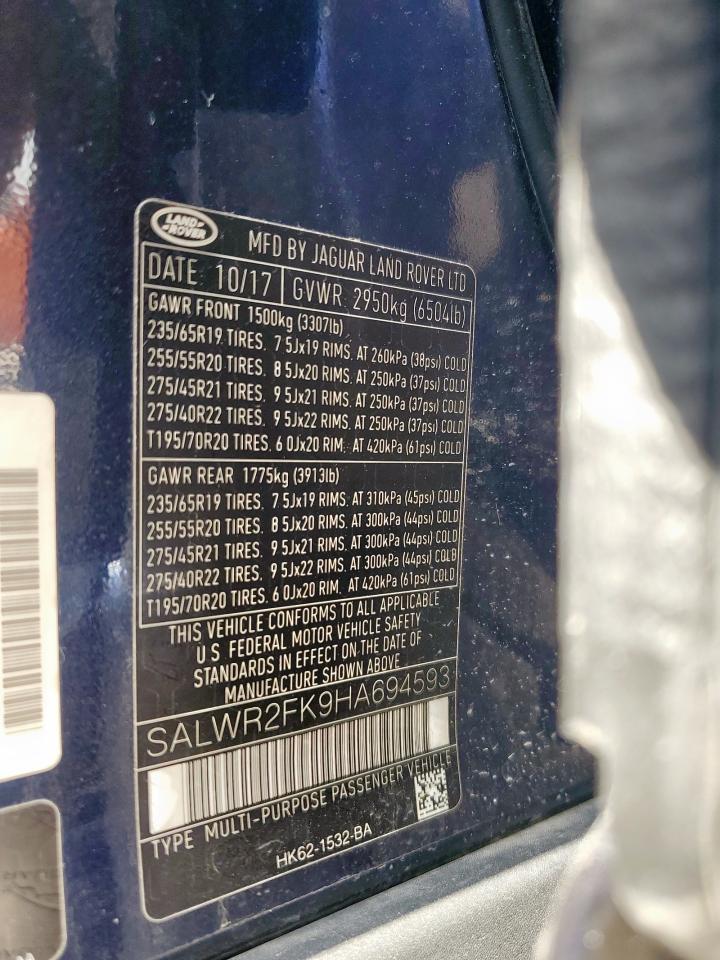 LAND ROVER
MFD BY JAGUAR LAND ROVER LTD
DATE 10/17 GVWR 2950kg (6504lb)
GAWR FRONT 1500kg (3307lb)
235/65R19 TIRES. 7 5Jx19 RIMS. AT 260kPa (38psi) COLD
255/55R20 TIRES. 8 5Jx20 RIMS. AT 250kPa (37psi) COLD
275/45R21 TIRES. 9 5Jx21 RIMS. AT 250kPa (37psi) COLD
275/40R22 TIRES. 9 5Jx22 RIMS. AT 250kPa (37psi) COLD
T195/70R20 TIRES. 6 0Jx20 RIM. AT 420kPa (61psi) COLD
GAWR REAR 1775kg (3913lb)
235/65R19 TIRES. 7 5Jx19 RIMS. AT 310kPa (45psi) COLD
255/55R20 TIRES. 8 5Jx20 RIMS. AT 300kPa (44psi) COLD
275/45R21 TIRES. 9 5Jx21 RIMS. AT 300kPa (44psi) COLD
275/40R22 TIRES. 9 5Jx22 RIMS. AT 300kPa (44psi) COLB
T195/70R20 TIRES. 6 0Jx20 RIM. AT 420kPa (61psi) COLD
THIS VEHICLE CONFORMS TO ALL APPLICABLE
U S FEDERAL MOTOR VEHICLE SAFETY
STANDARDS IN EFFECT ON THE DATE OF
MANUFACTURE SHOWN ABOVE
SALWR2FK9HA694593
TYPE MULTI-PURPOSE PASSENGER VEHICLE
HK62-1532-BA